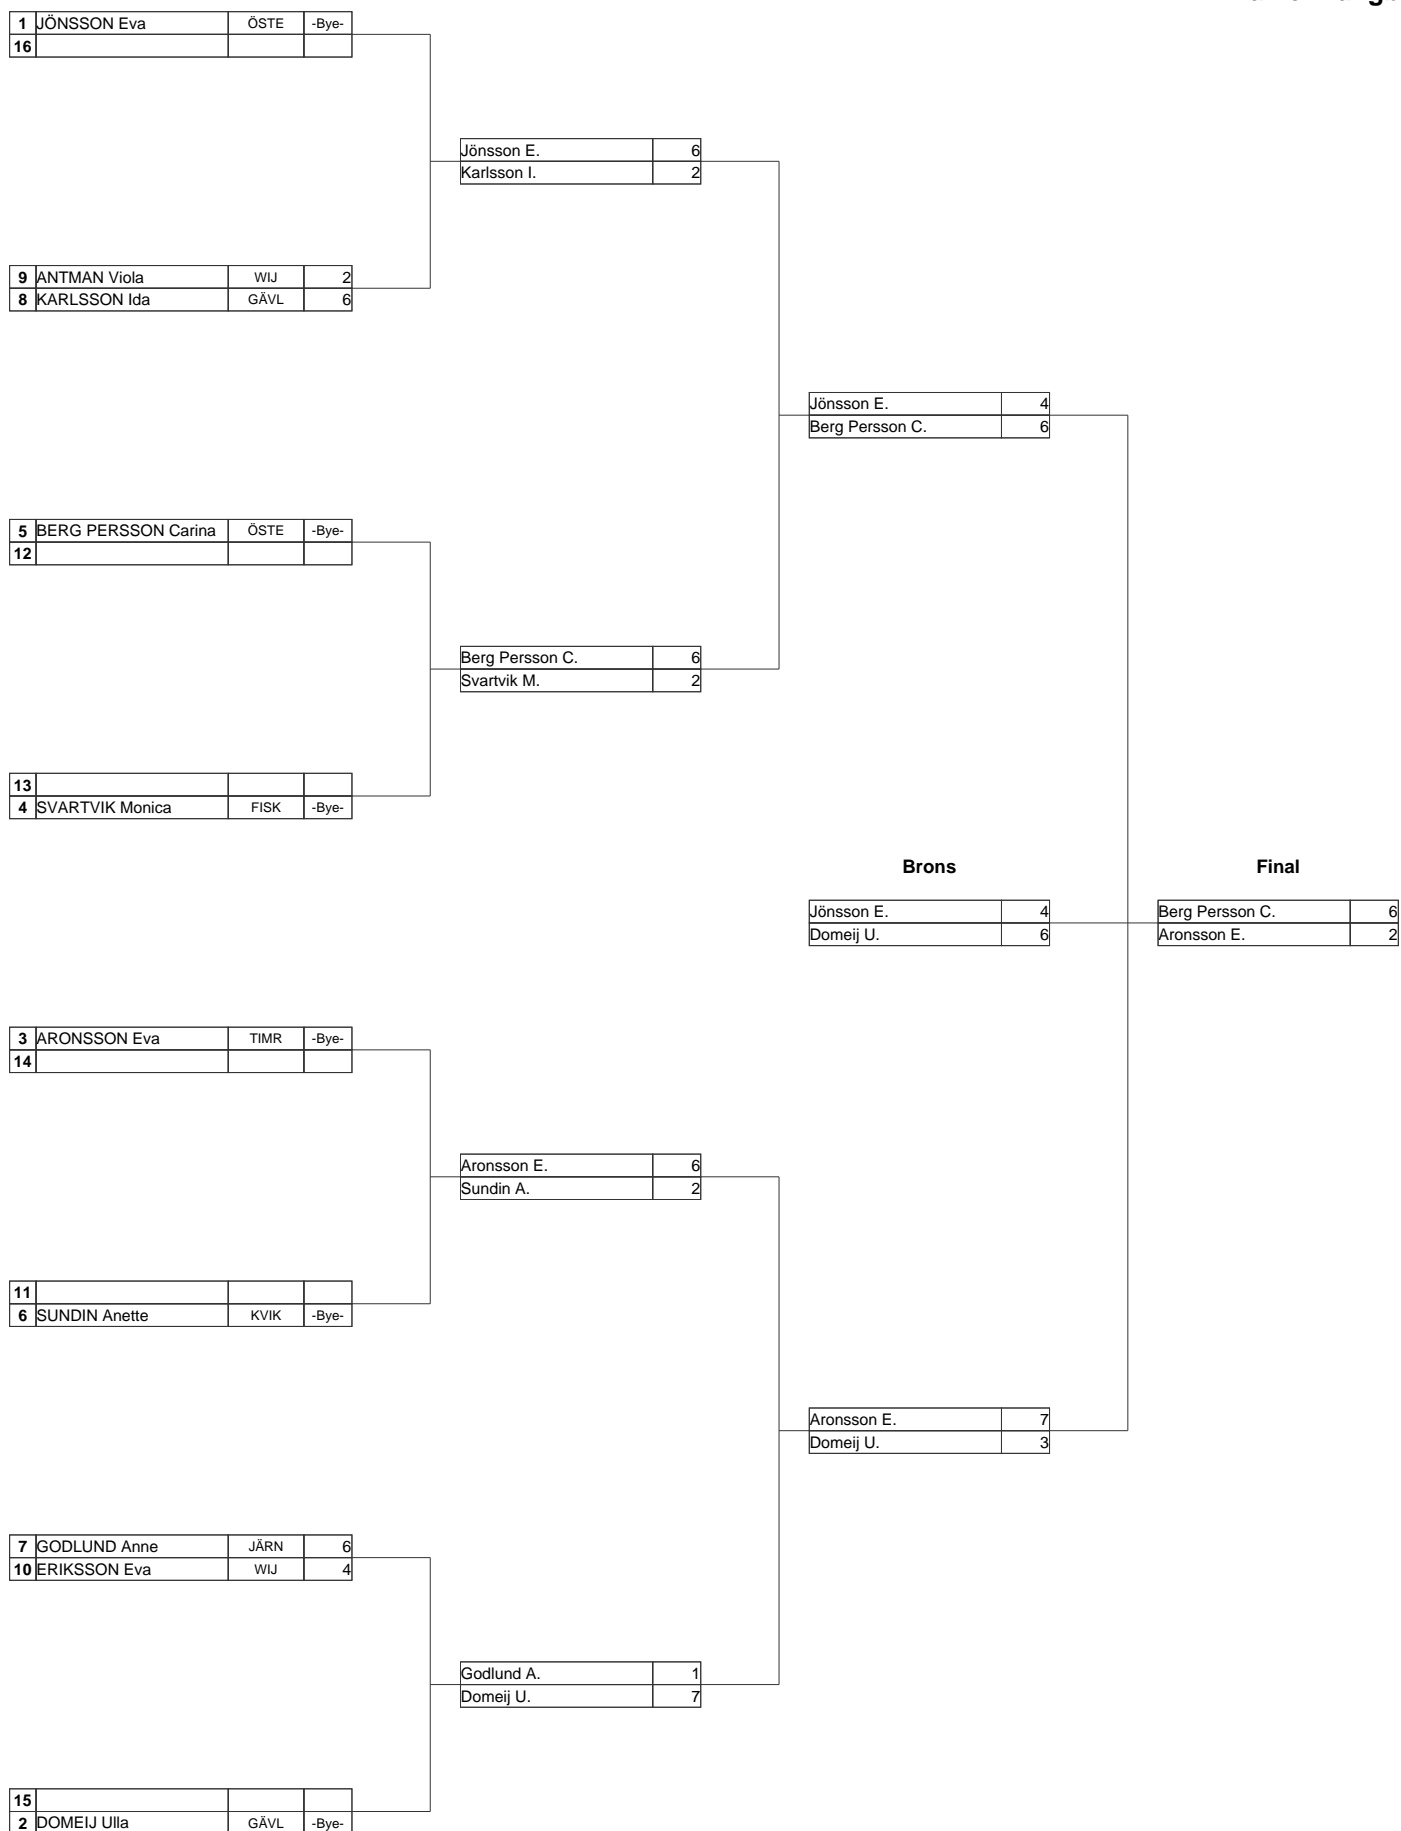 1 JÖNSSON Eva ÖSTE -Bye-
16
Jönsson E. 6
Karlsson I. 2
9 ANTMAN Viola WIJ 2
8 KARLSSON Ida GÄVL 6
Jönsson E. 4
Berg Persson C. 6
5 BERG PERSSON Carina ÖSTE -Bye-
12
Berg Persson C. 6
Svartvik M. 2
13
4 SVARTVIK Monica FISK -Bye-
Brons Final
Jönsson E. 4 Berg Persson C. 6
Domeij U. 6 Aronsson E. 2
3 ARONSSON Eva TIMR -Bye-
14
Aronsson E. 6
Sundin A. 2
11
6 SUNDIN Anette KVIK -Bye-
Aronsson E. 7
Domeij U. 3
7 GODLUND Anne JÄRN 6
10 ERIKSSON Eva WIJ 4
Godlund A. 1
Domeij U. 7
15
2 DOMEIJ Ulla GÄVL -Bye-